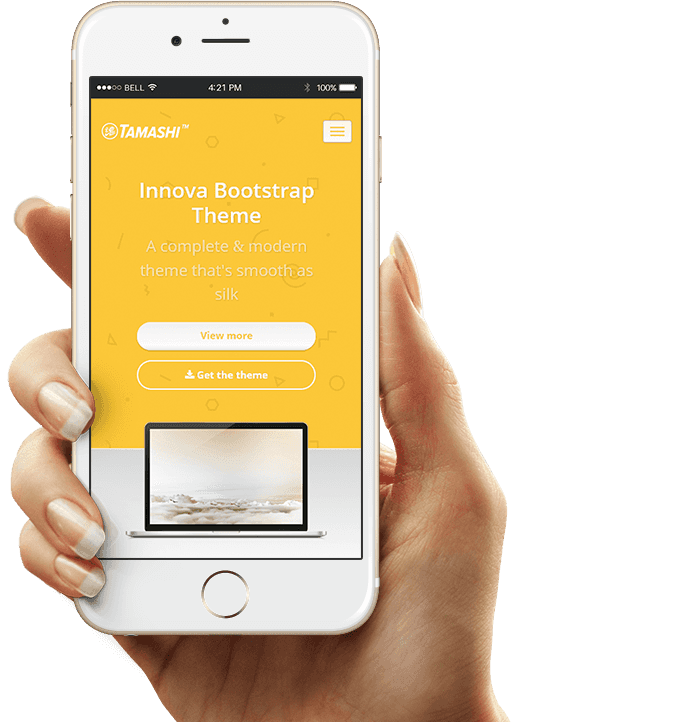 BELL 4:21 PM 100%
TAMASHI™
Innova Bootstrap
Theme
A complete & modern
theme that's smooth as
silk
View more
Get the theme